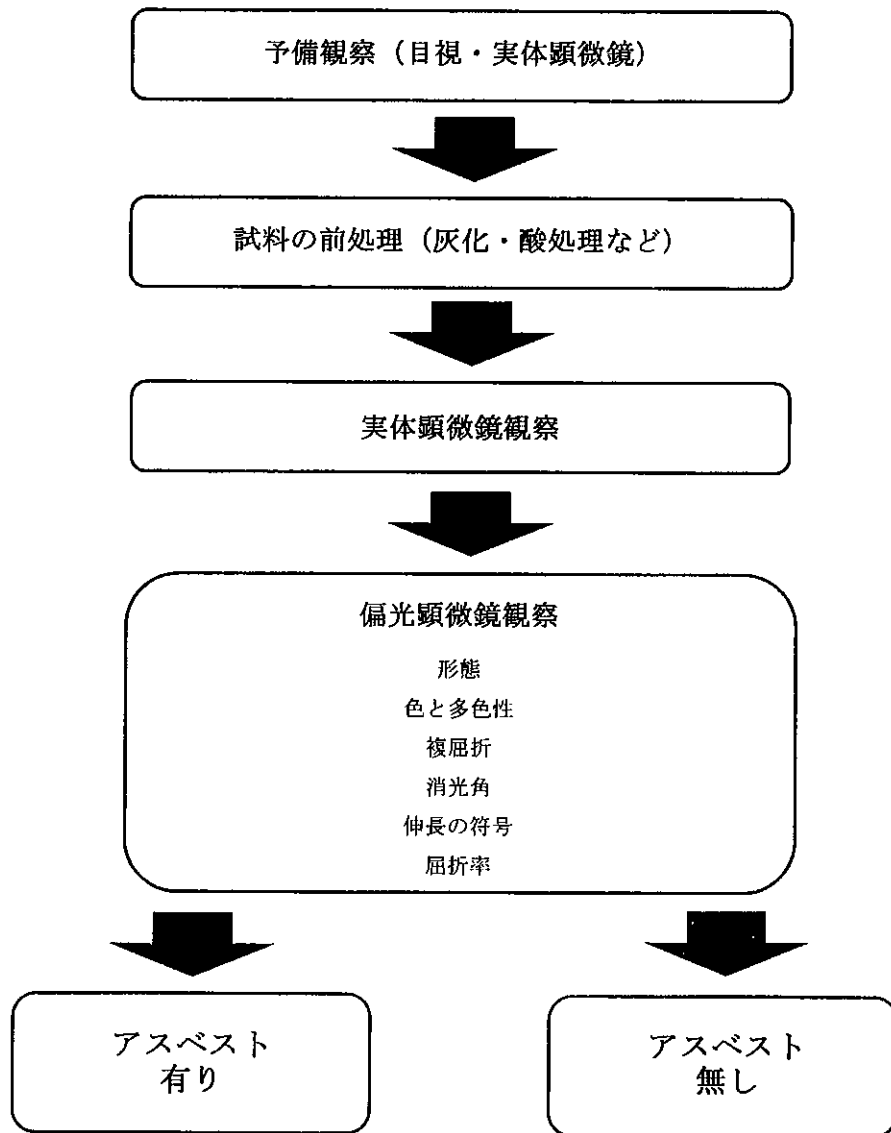 予備観察（目視・実体顕微鏡）
試料の前処理（灰化・酸処理など）
実体顕微鏡観察
偏光顕微鏡観察
形態
色と多色性
複屈折
消光角
伸長の符号
屈折率
アスベスト
有り
アスベスト
無し